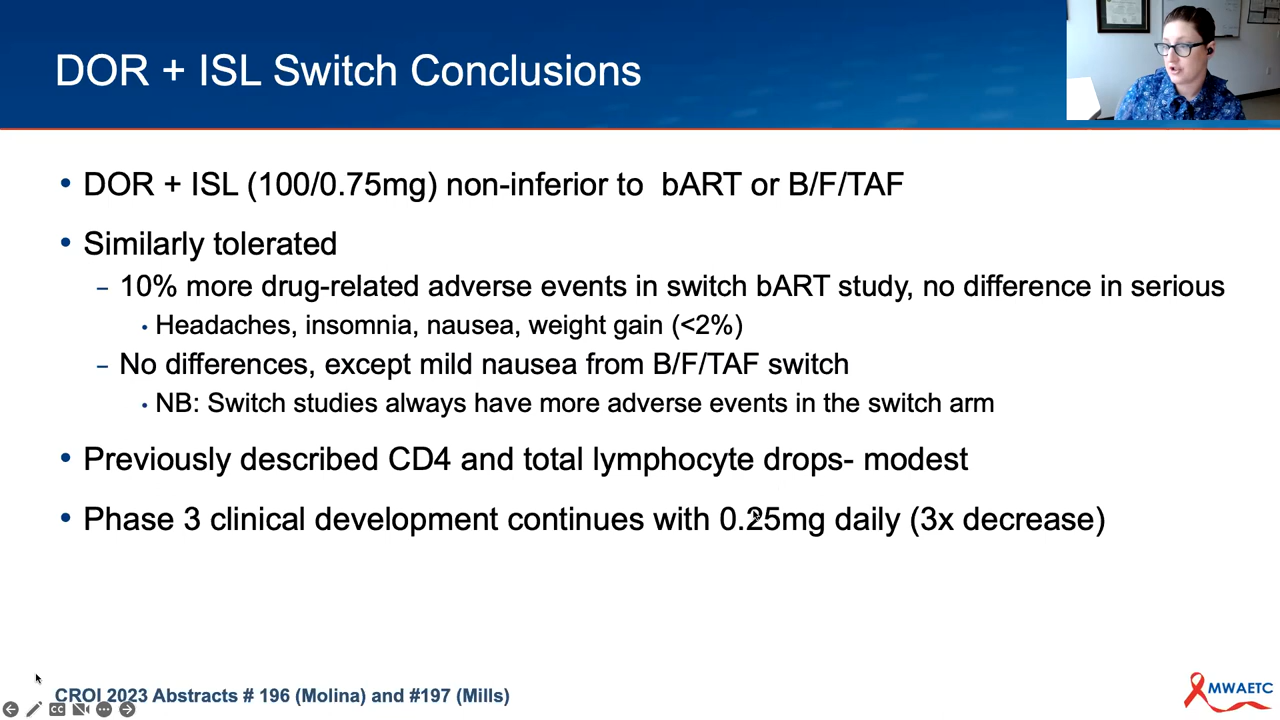 DOR + ISL Switch Conclusions
• DOR + ISL (100/0.75mg) non-inferior to bART or B/F/TAF
• Similarly tolerated
– 10% more drug-related adverse events in switch bART study, no difference in serious
• Headaches, insomnia, nausea, weight gain (<2%)
– No differences, except mild nausea from B/F/TAF switch
• NB: Switch studies always have more adverse events in the switch arm
• Previously described CD4 and total lymphocyte drops- modest
• Phase 3 clinical development continues with 0.25mg daily (3x decrease)
CROI 2023 Abstracts # 196 (Molina) and #197 (Mills)
CC
MWAETC